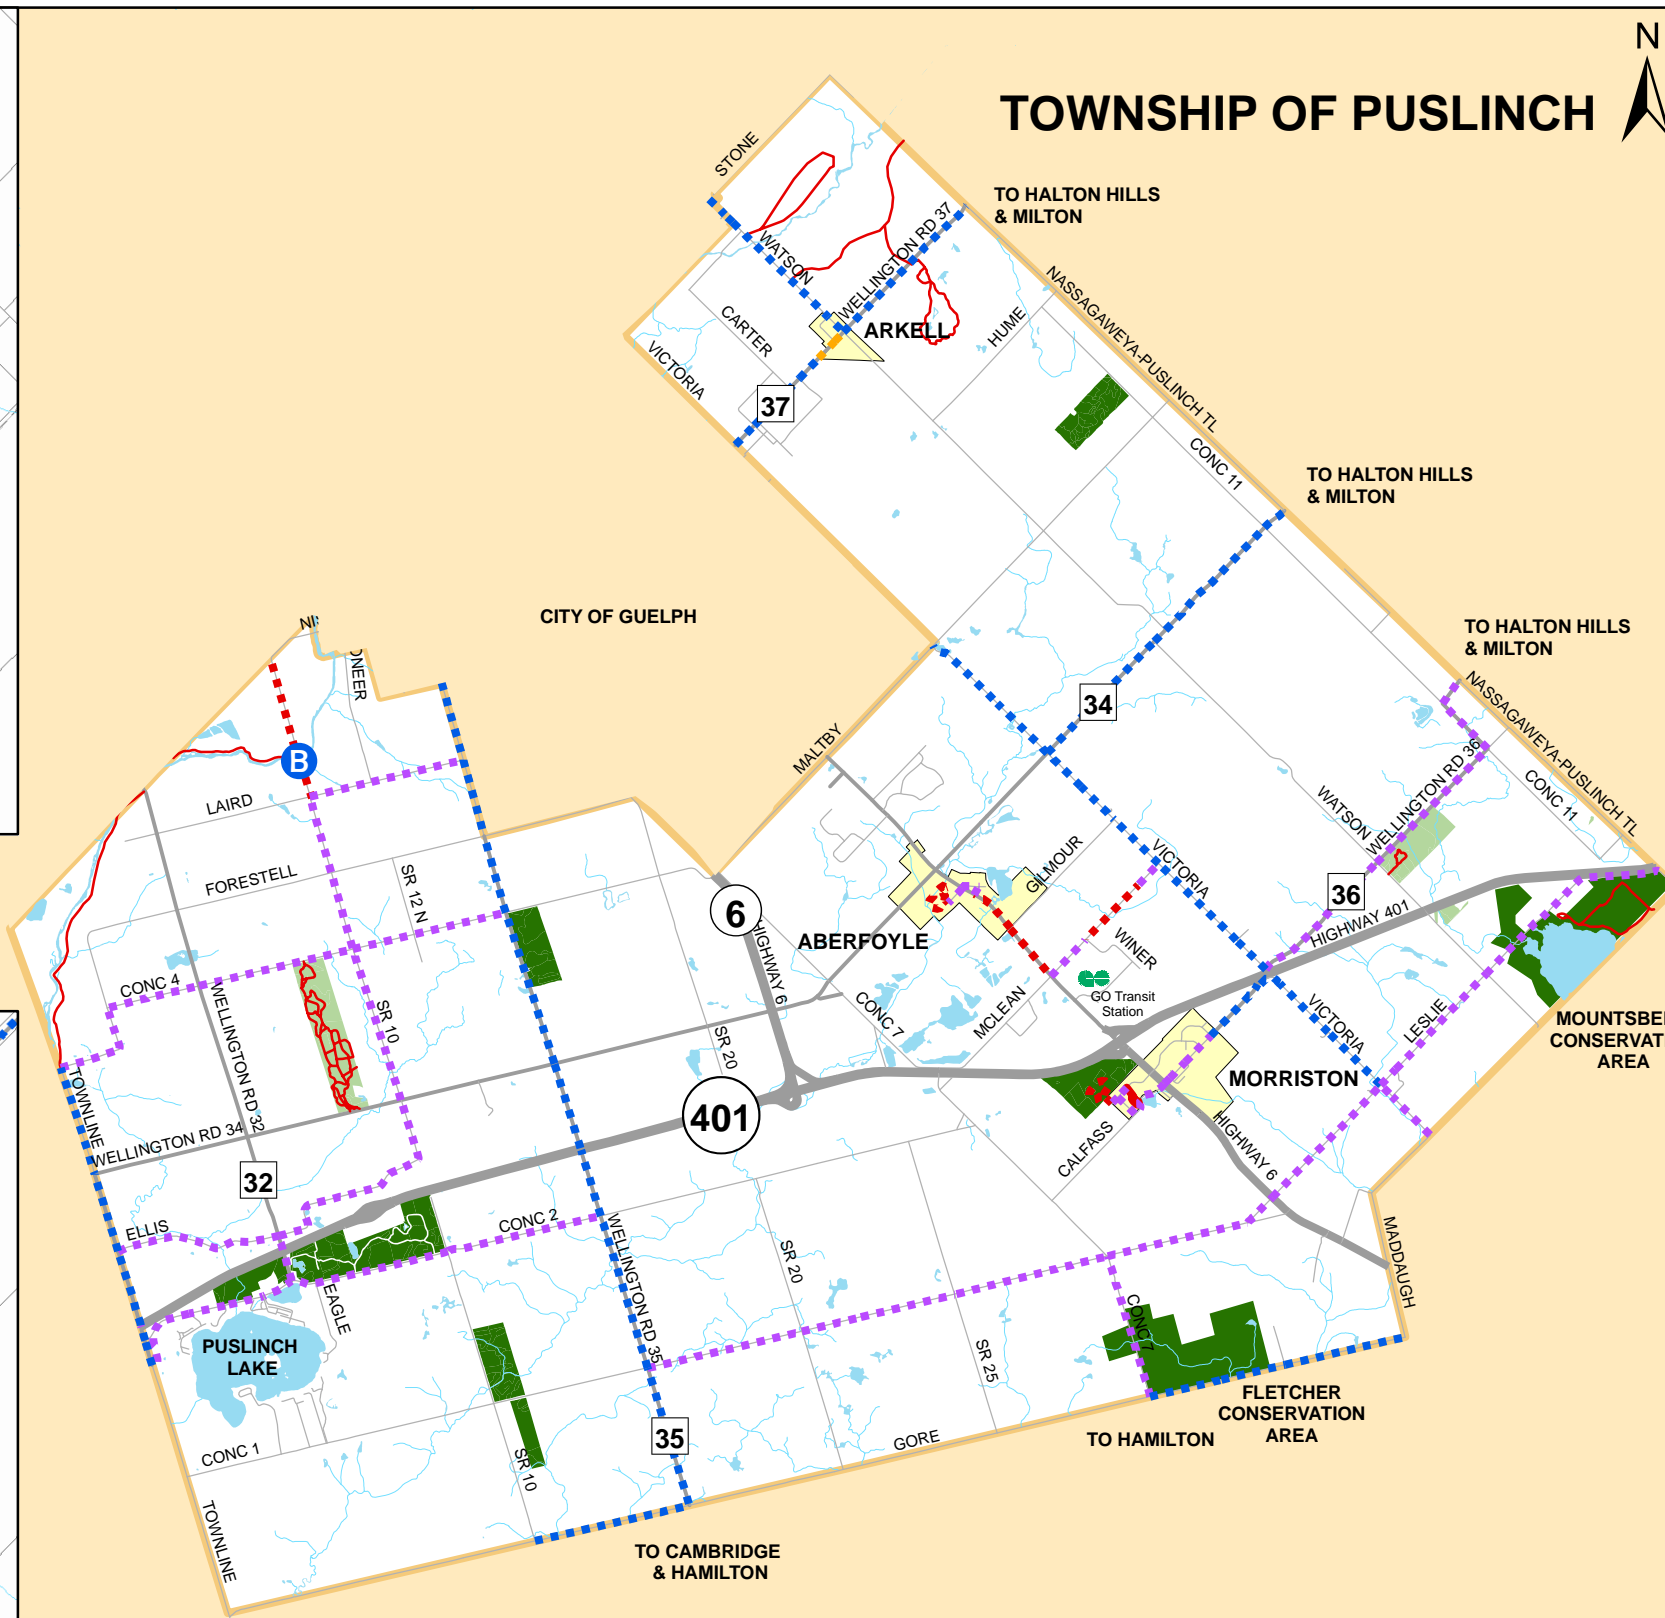 N
TOWNSHIP OF PUSLINCH
STONE
TO HALTON HILLS
& MILTON
WATSON
WELLINGTON RD 37
ARKELL
CARTER
VICTORIA
37
HUME
NASSAGAWEYA-PUSLINCH TL
CONC 11
TO HALTON HILLS
& MILTON
CITY OF GUELPH
TO HALTON HILLS
& MILTON
NASSAGAWEYA-PUSLINCH TL
34
MALTBY
B
LAIRD
FORESTELL
SR 12 N
CONC 4
WELLINGTON RD 32
SR 10
TOWNLINE
WELLINGTON RD 34
32
ELLIS
6
HIGHWAY 6
ABERFOYLE
GILMOUR
VICTORIA
WATSON
WELLINGTON RD 36
CONC 11
36
HIGHWAY 401
WINER
GO Transit
Station
MCLEAN
CONC 7
SR 20
401
VICTORIA
LESLIE
AREA
MORRISTON
CALFASS
HIGHWAY 6
MADDAUGH
CONC 2
EAGLE
WELLINGTON RD 35
SR 20
SR 25
CONC 7
PUSLINCH
LAKE
CONC 1
SR 10
35
GORE
FLETCHER
CONSERVATION
AREA
TO HAMILTON
TOWNLINE
TO CAMBRIDGE
& HAMILTON